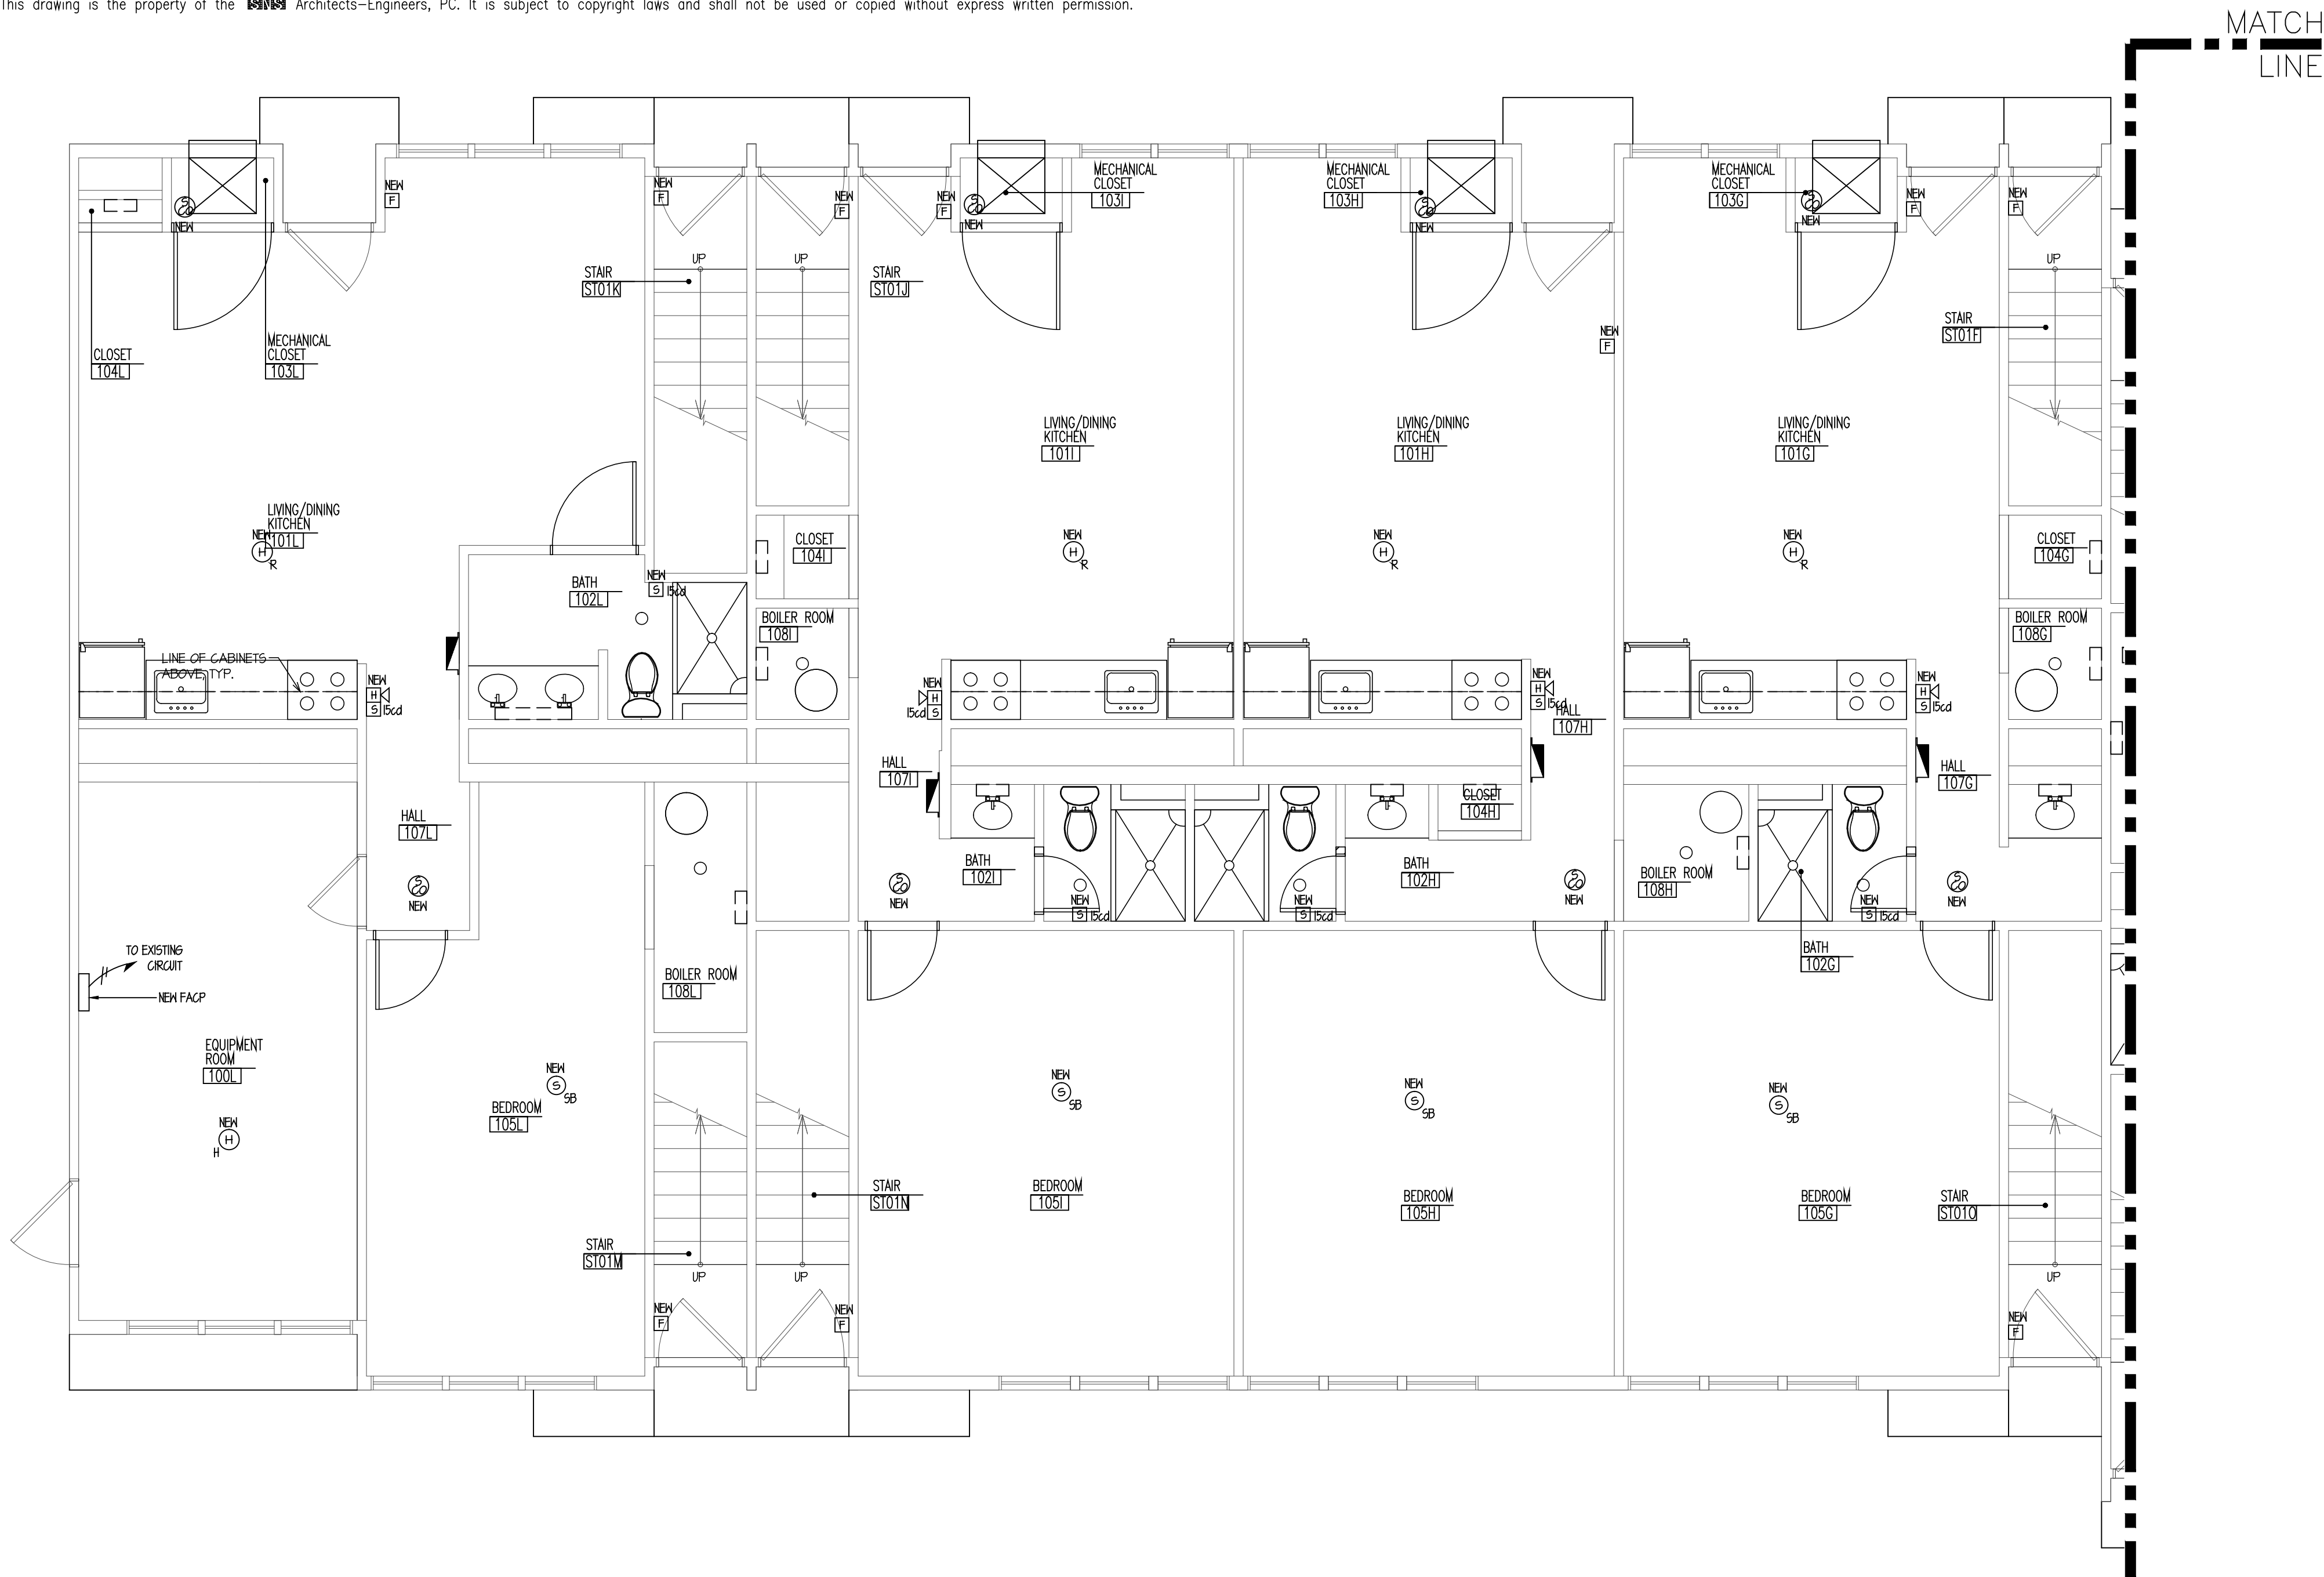 This drawing is the property of the SNS Architects-Engineers, PC. It is subject to copyright laws and shall not be used or copied without express written permission.
MATCH
LINE
NEW
F
NEW
F
NEW
F
NEW
F
MECHANICAL
CLOSET
103I
MECHANICAL
CLOSET
103H
MECHANICAL
CLOSET
103G
NEW
F
NEW
F
S
CO
NEW
S
CO
NEW
S
CO
NEW
S
CO
NEW
UP
UP
UP
STAIR
ST01K
STAIR
ST01J
STAIR
ST01F
CLOSET
104L
MECHANICAL
CLOSET
103L
NEW
F
LIVING/DINING
KITCHEN
101I
LIVING/DINING
KITCHEN
101H
LIVING/DINING
KITCHEN
101G
LIVING/DINING
KITCHEN
101L
NEW
H
R
NEW
H
R
NEW
H
R
NEW
H
R
CLOSET
104I
CLOSET
104G
BATH
102L
NEW
S 15cd
BOILER ROOM
108I
BOILER ROOM
108G
LINE OF CABINETS
ABOVE, TYP.
NEW
H
S 15cd
NEW
H
15cd S
NEW
H
S 15cd
NEW
H
S 15cd
HALL
107H
HALL
107I
HALL
107G
CLOSET
104H
HALL
107L
BATH
102I
BATH
102H
BOILER ROOM
108H
S
CO
NEW
S
CO
NEW
S
CO
NEW
S
CO
NEW
NEW
S 15cd
NEW
S 15cd
NEW
S 15cd
BATH
102G
TO EXISTING
CIRCUIT
NEW FACP
BOILER ROOM
108L
EQUIPMENT
ROOM
100L
NEW
H
H
NEW
S
SB
BEDROOM
105L
NEW
S
SB
NEW
S
SB
NEW
S
SB
STAIR
ST01N
BEDROOM
105I
BEDROOM
105H
BEDROOM
105G
STAIR
ST01O
STAIR
ST01M
UP
UP
UP
NEW
F
NEW
F
NEW
F